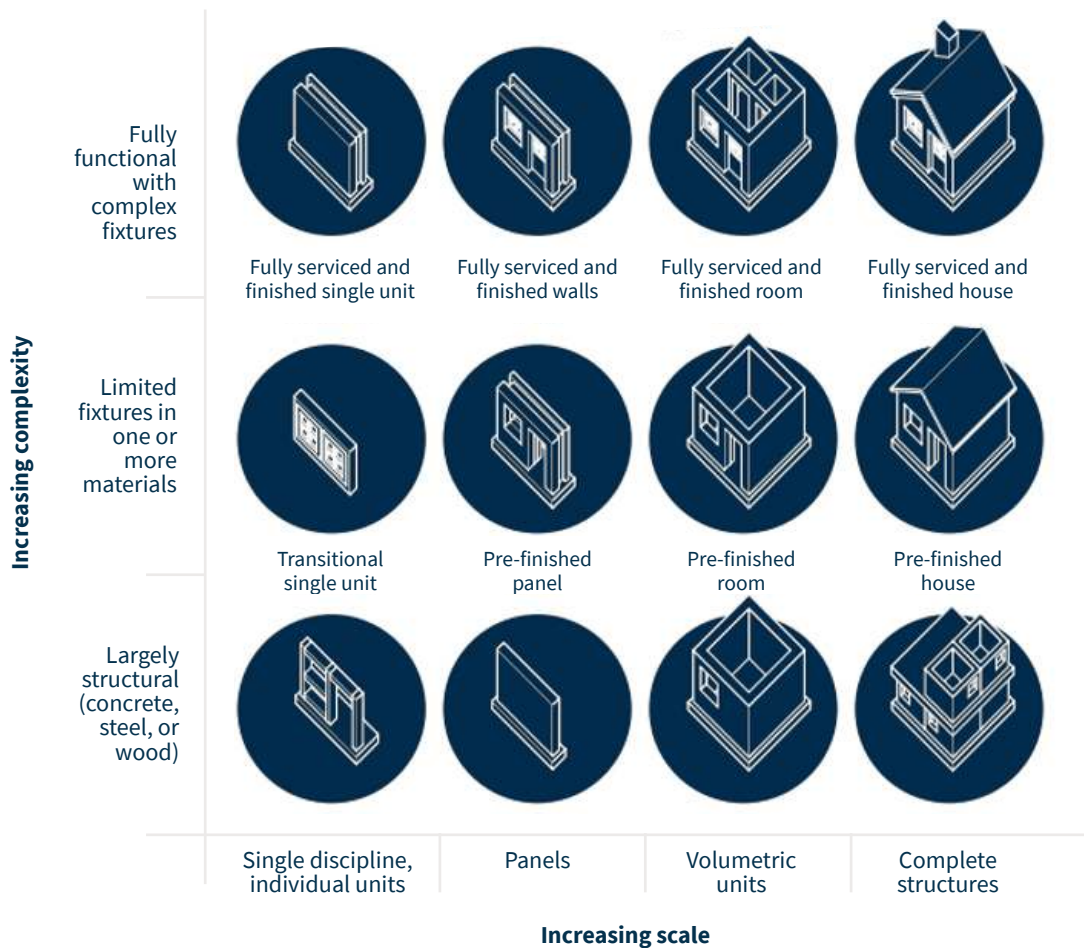 Fully
functional
with
complex
fixtures
Fully serviced and
finished single unit
Fully serviced and
finished walls
Fully serviced and
finished room
Fully serviced and
finished house
Increasing complexity
Limited
fixtures in
one or
more
materials
Transitional
single unit
Pre-finished
panel
Pre-finished
room
Pre-finished
house
Largely
structural
(concrete,
steel, or
wood)
Single discipline,
individual units
Panels
Volumetric
units
Complete
structures
Increasing scale